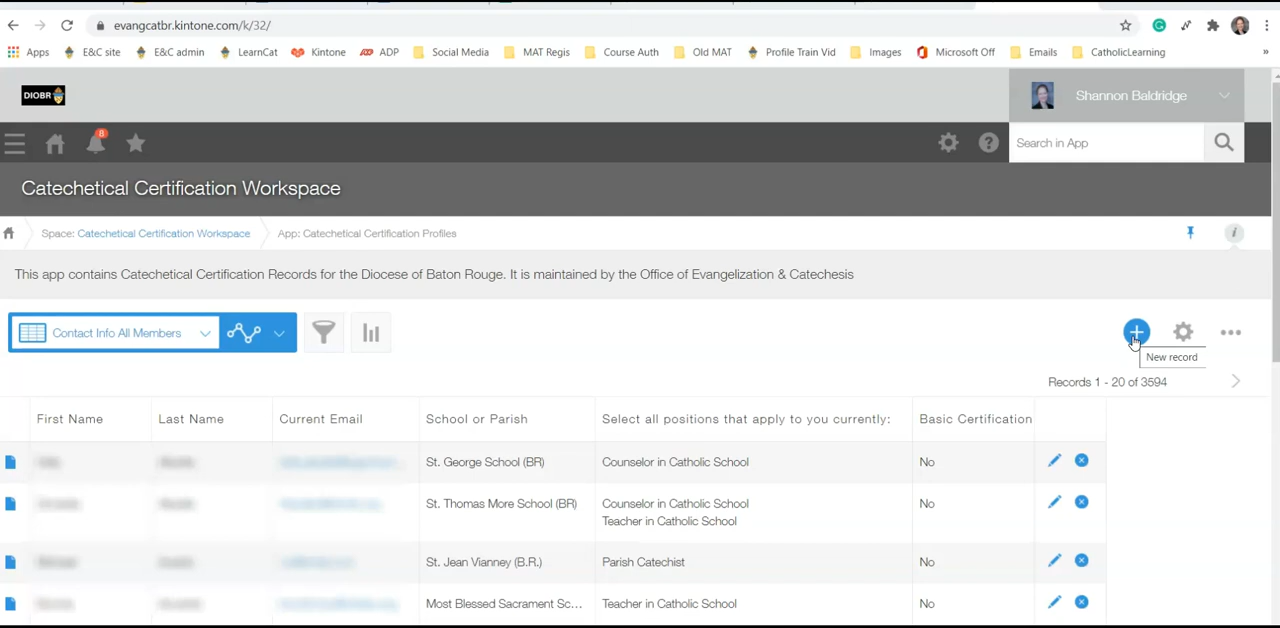 evangcatbr.kintone.com/k/32/
Apps E&C site E&C admin LearnCat Kintone ADP Social Media MAT Regis Course Auth Old MAT Profile Train Vid Images Microsoft Off Emails CatholicLearning »
DIOBR
Shannon Baldridge
8
Search in App
Catechetical Certification Workspace
Space: Catechetical Certification Workspace App: Catechetical Certification Profiles
This app contains Catechetical Certification Records for the Diocese of Baton Rouge. It is maintained by the Office of Evangelization & Catechesis
Contact Info All Members
New record
Records 1 - 20 of 3594
First Name Last Name Current Email School or Parish Select all positions that apply to you currently: Basic Certification
St. George School (BR) Counselor in Catholic School No
St. Thomas More School (BR) Counselor in Catholic School No
Teacher in Catholic School
St. Jean Vianney (B.R.) Parish Catechist No
Most Blessed Sacrament Sc... Teacher in Catholic School No